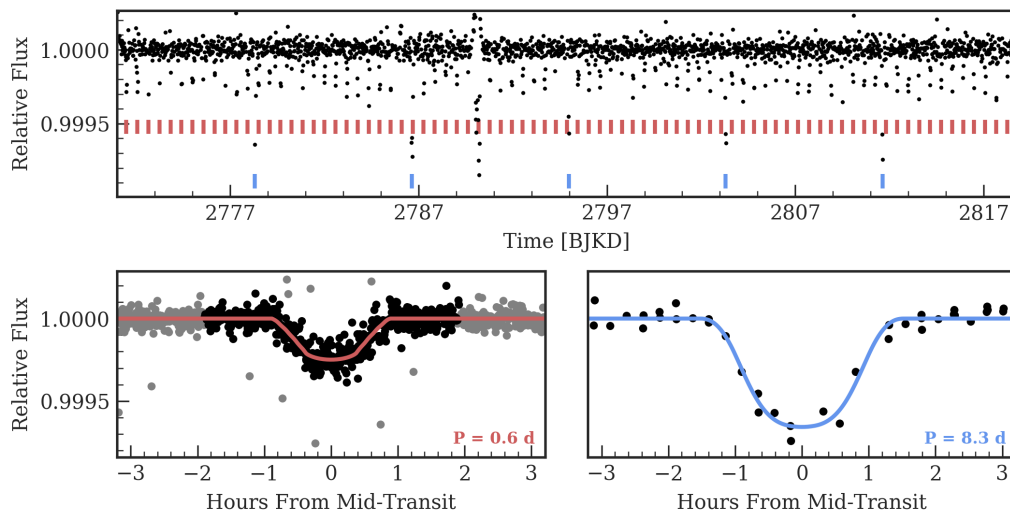 Relative Flux
1.0000
0.9995
2777 2787 2797 2807 2817
Time [BJKD]
Relative Flux
1.0000
0.9995
P = 0.6 d
P = 8.3 d
−3 −2 −1 0 1 2 3
−3 −2 −1 0 1 2 3
Hours From Mid-Transit
Hours From Mid-Transit